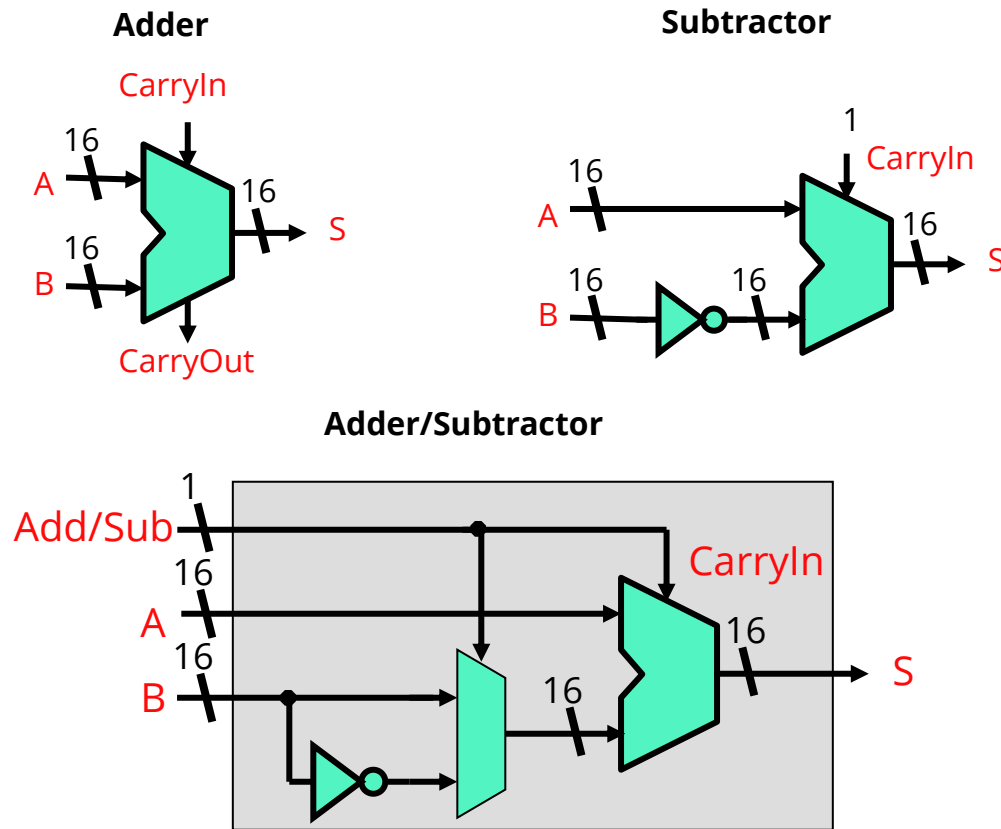 Adder
CarryIn
16
A
16
S
16
B
CarryOut
Subtractor
1
CarryIn
16
A
16
S
16
16
B
Adder/Subtractor
1
Add/Sub
CarryIn
16
A
16
S
16
B
16